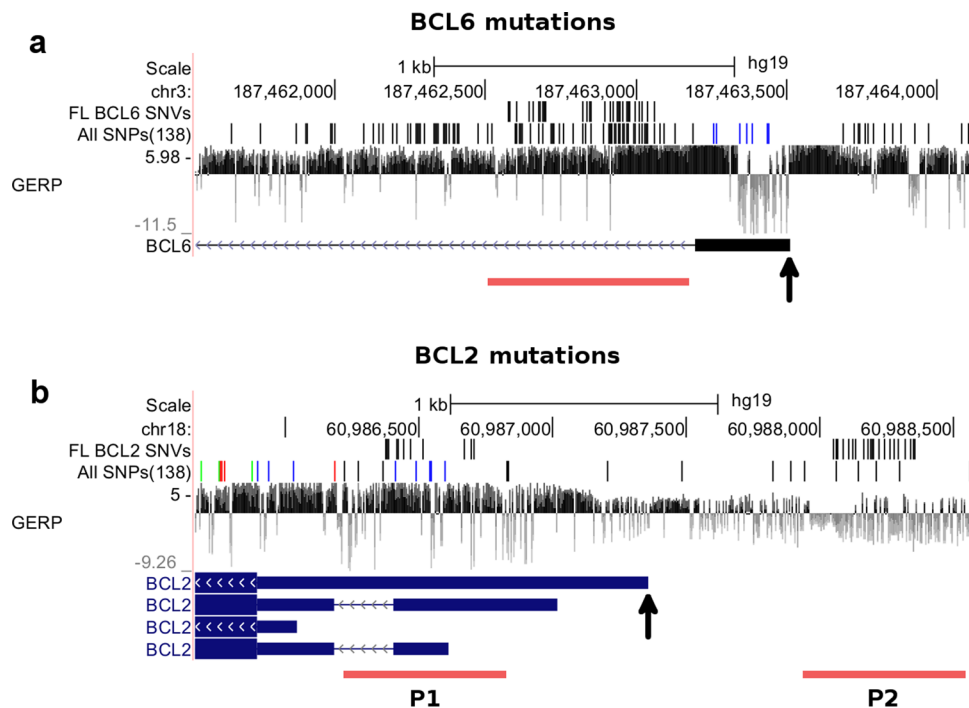 BCL6 mutations
a
Scale 1 kb hg19
chr3: 187,462,000 187,462,500 187,463,000 187,463,500 187,464,000
FL BCL6 SNVs
All SNPs(138)
5.98 -
GERP
-11.5 _
BCL6
BCL2 mutations
b
Scale 1 kb hg19
chr18: 60,986,500 60,987,000 60,987,500 60,988,000 60,988,500
FL BCL2 SNVs
All SNPs(138)
5 -
GERP
-9.26 _
BCL2
BCL2
BCL2
BCL2
P1 P2